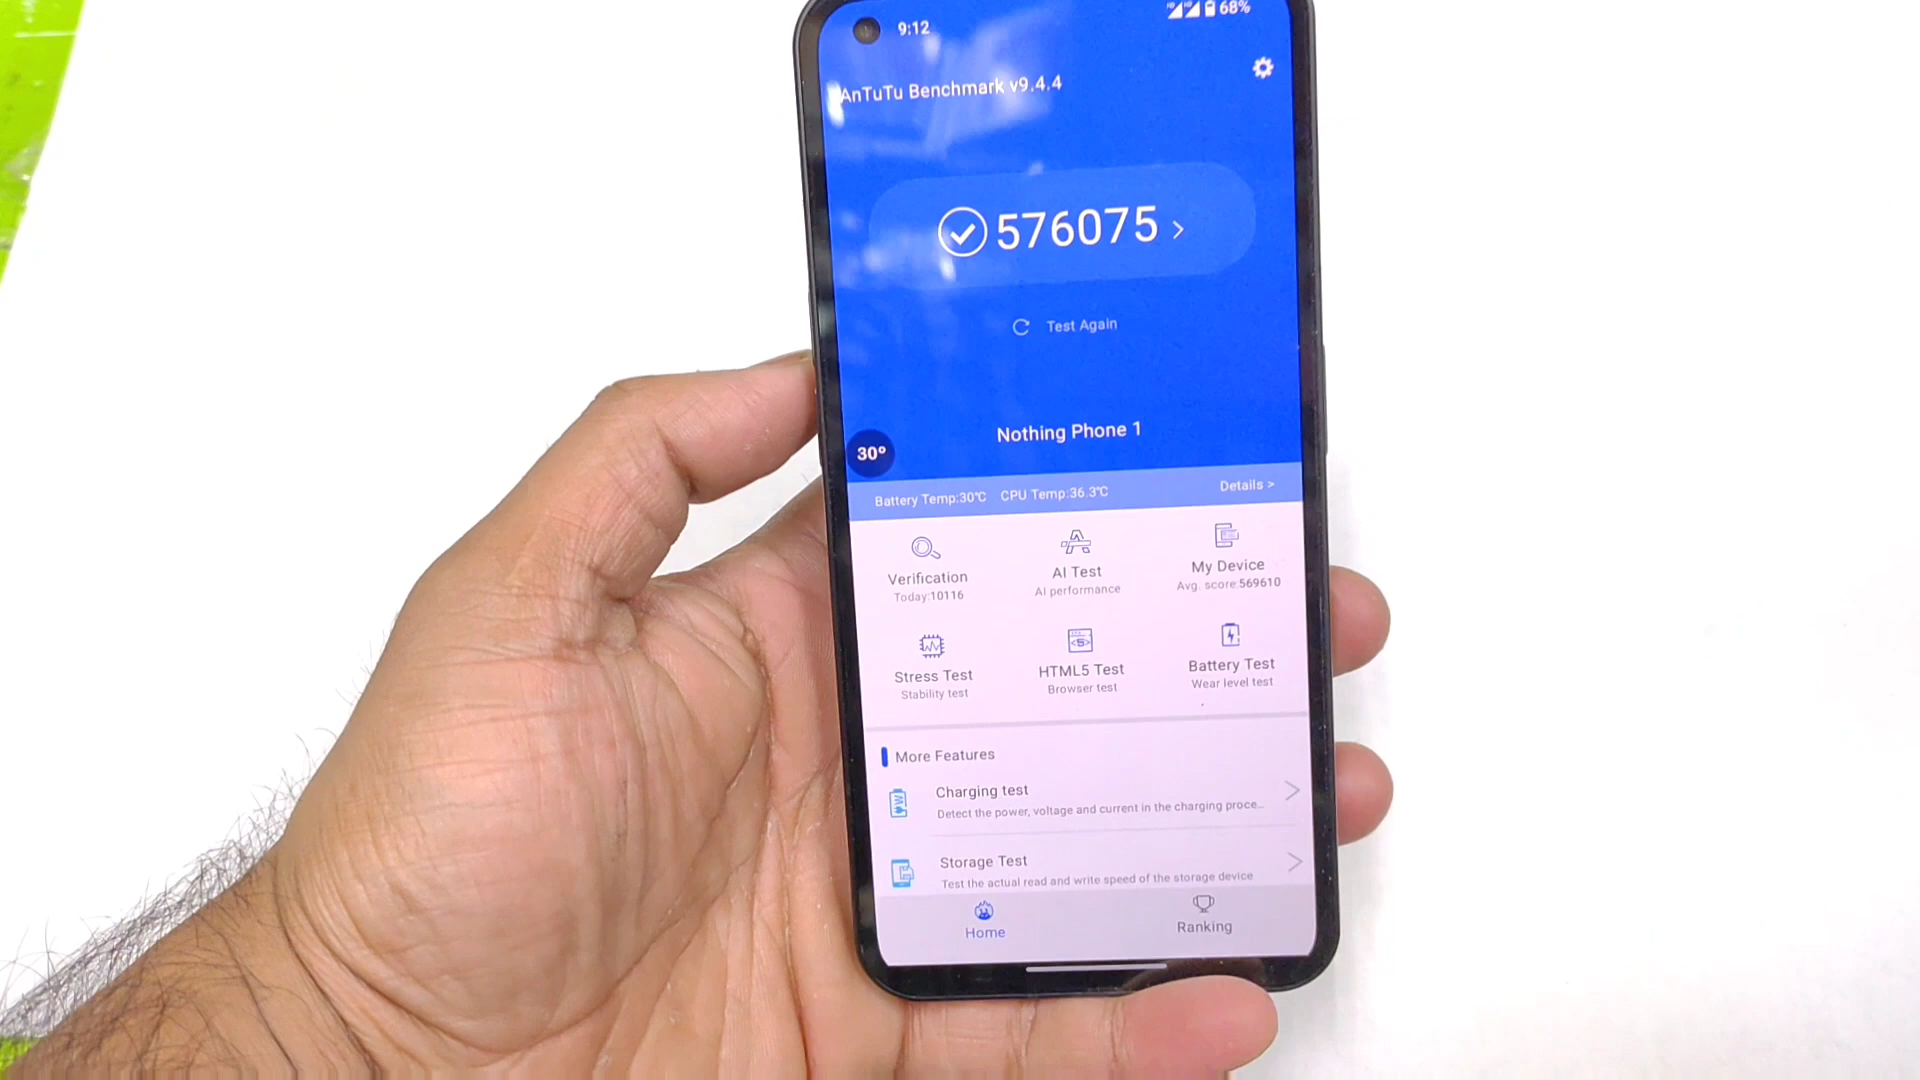 9:12
68%
AnTuTu Benchmark v9.4.4
576075
Test Again
Nothing Phone 1
30°
Battery Temp:30℃ CPU Temp:36.3℃ Details >
Verification
Today:10116
AI Test
AI performance
My Device
Avg. score:569610
Stress Test
Stability test
HTML5 Test
Browser test
Battery Test
Wear level test
More Features
Charging test
Detect the power, voltage and current in the charging proce...
Storage Test
Test the actual read and write speed of the storage device
Home
Ranking